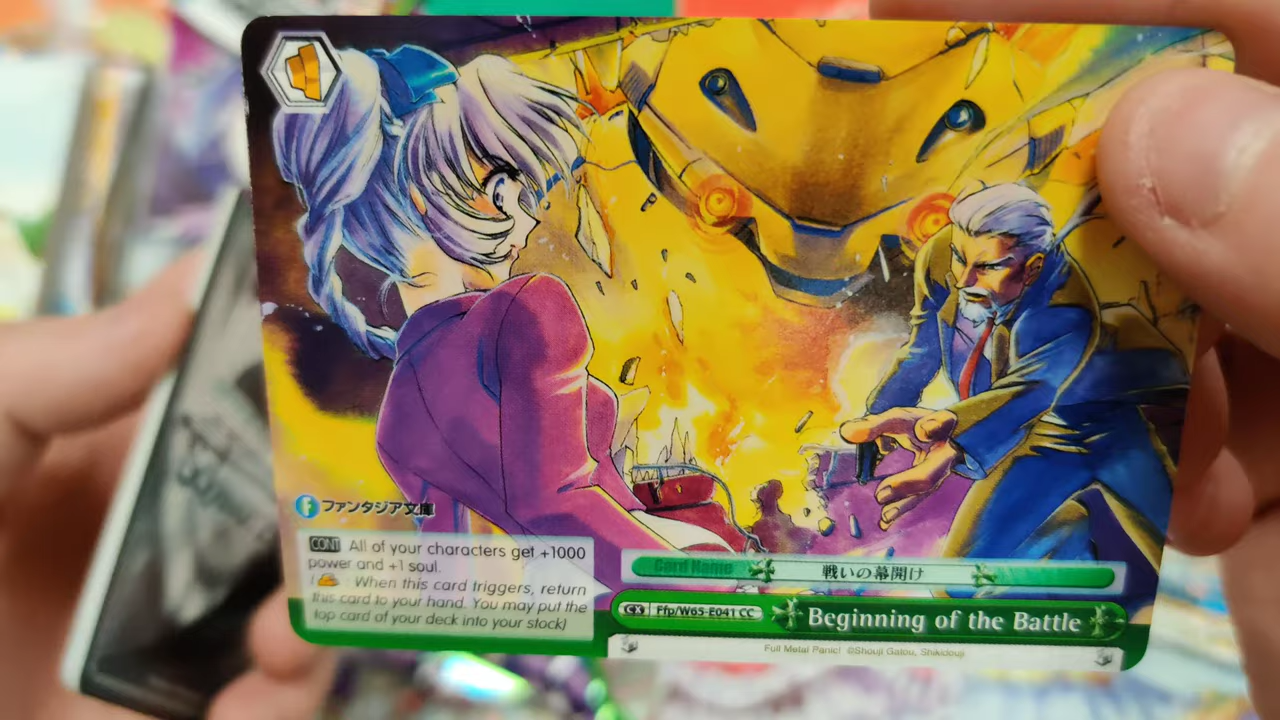 ファンタジア文庫
CONT All of your characters get +1000
power and +1 soul.
( : When this card triggers, return
this card to your hand. You may put the
top card of your deck into your stock)
Card Name
戦いの幕開け
CX Ffp/W65-E041 CC
Beginning of the Battle
Full Metal Panic! ©Shouji Gatou, Shikidouji